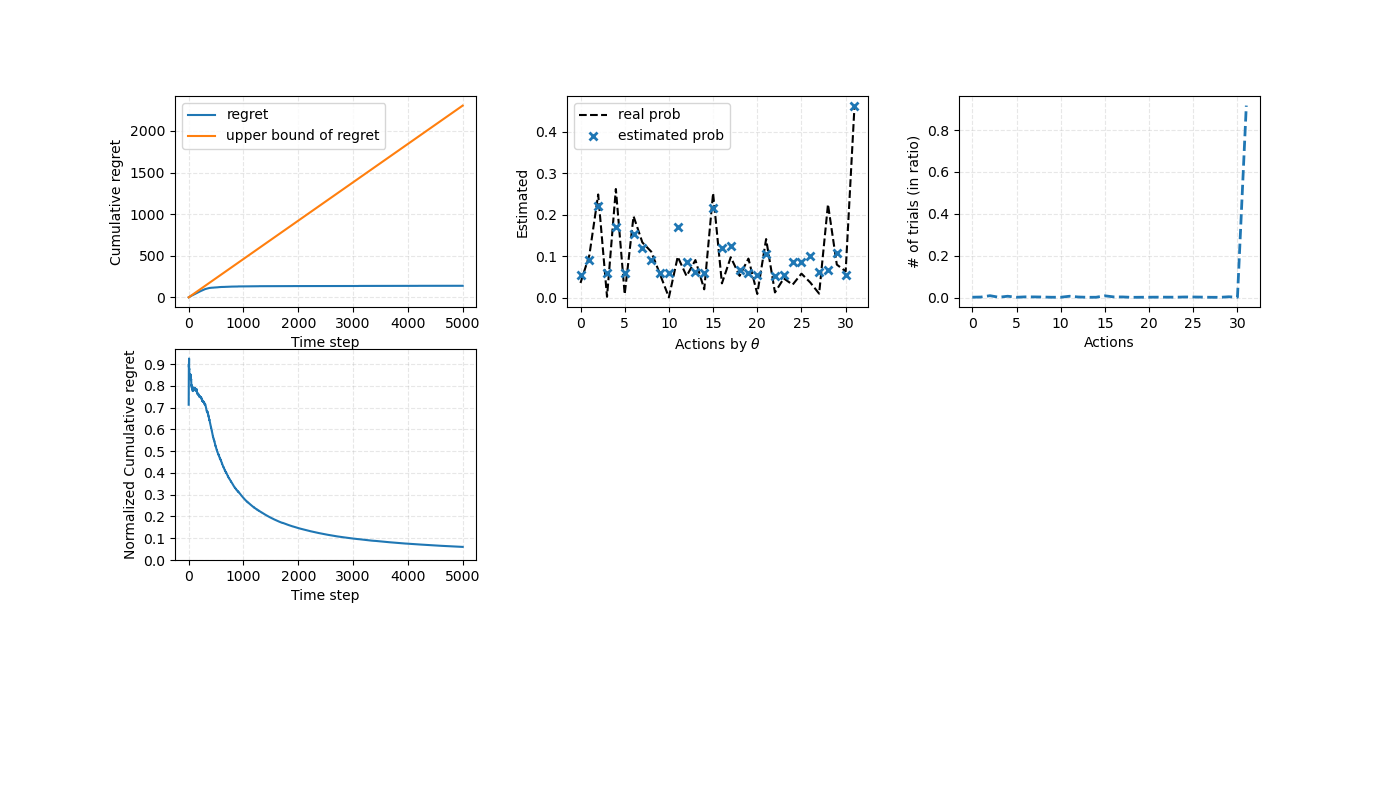 Cumulative regret
2000
1500
1000
500
0
regret
upper bound of regret
0 1000 2000 3000 4000 5000
Time step
Estimated
0.4
0.3
0.2
0.1
0.0
real prob
estimated prob
0 5 10 15 20 25 30
Actions by θ
# of trials (in ratio)
0.8
0.6
0.4
0.2
0.0
0 5 10 15 20 25 30
Actions
Normalized Cumulative regret
0.9
0.8
0.7
0.6
0.5
0.4
0.3
0.2
0.1
0.0
0 1000 2000 3000 4000 5000
Time step